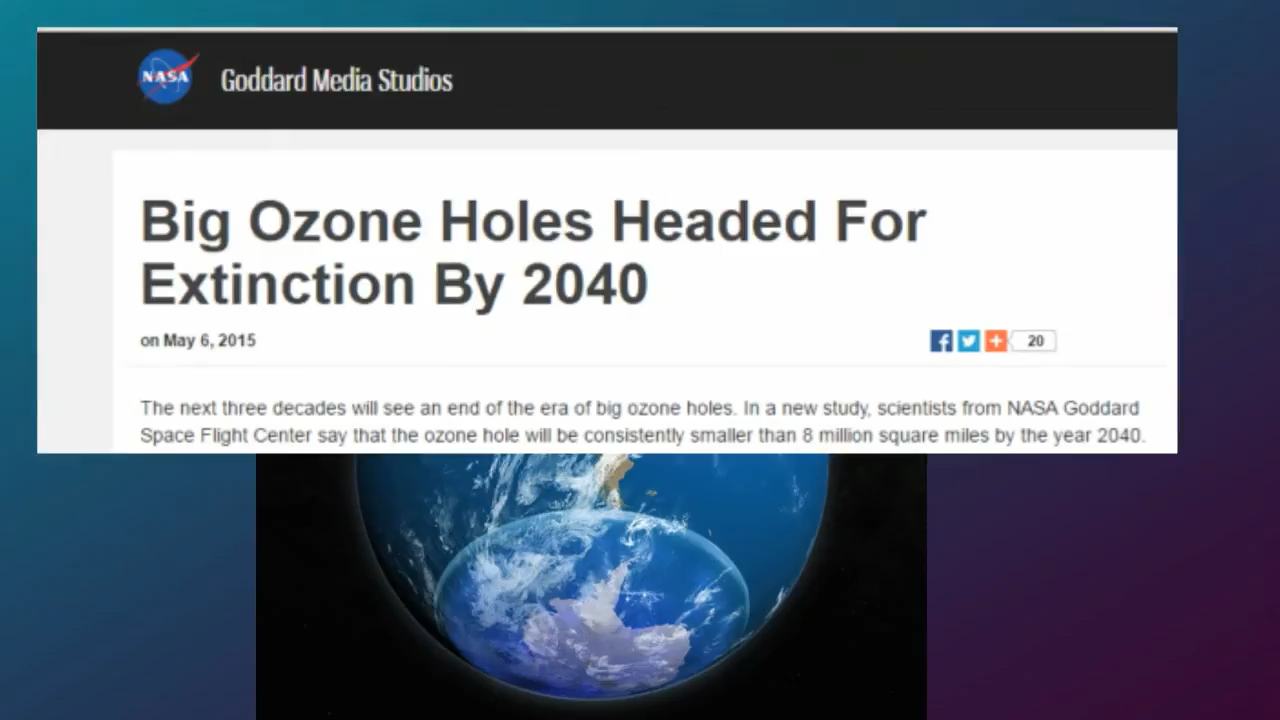 NASA
Goddard Media Studios
Big Ozone Holes Headed For
Extinction By 2040
on May 6, 2015
20
The next three decades will see an end of the era of big ozone holes. In a new study, scientists from NASA Goddard
Space Flight Center say that the ozone hole will be consistently smaller than 8 million square miles by the year 2040.